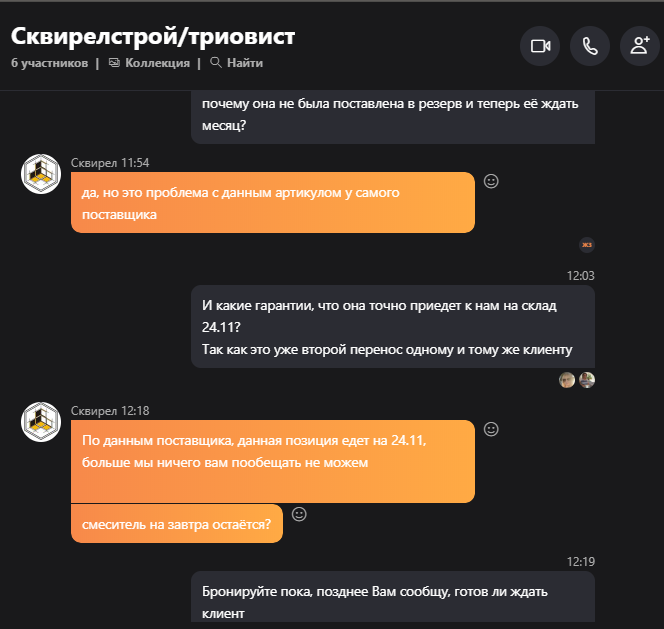 Сквирелстрой/триовист
6 участников | Коллекция | Найти
почему она не была поставлена в резерв и теперь её ждать
месяц?
Сквирел 11:54
да, но это проблема с данным артикулом у самого
поставщика
ЖЗ
12:03
И какие гарантии, что она точно приедет к нам на склад
24.11?
Так как это уже второй перенос одному и тому же клиенту
Сквирел 12:18
По данным поставщика, данная позиция едет на 24.11,
больше мы ничего вам пообещать не можем
смеситель на завтра остаётся?
12:19
Бронируйте пока, позднее Вам сообщу, готов ли ждать
клиент